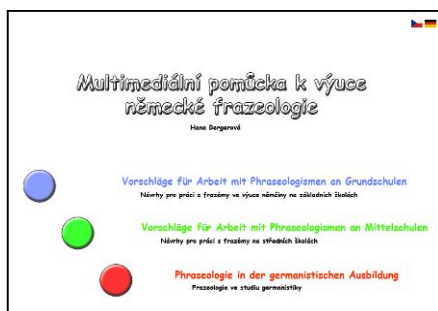 Multimediální pomůcka k výuce
německé frazeologie
Hana Bergerová
Vorschläge für Arbeit mit Phraseologismen an Grundschulen
Návrhy pro práci s frazémy ve výuce němčiny na základních školách
Vorschläge für Arbeit mit Phraseologismen an Mittelschulen
Návrhy pro práci s frazémy na středních školách
Phraseologie in der germanistischen Ausbildung
Frazeologie ve studiu germanistiky